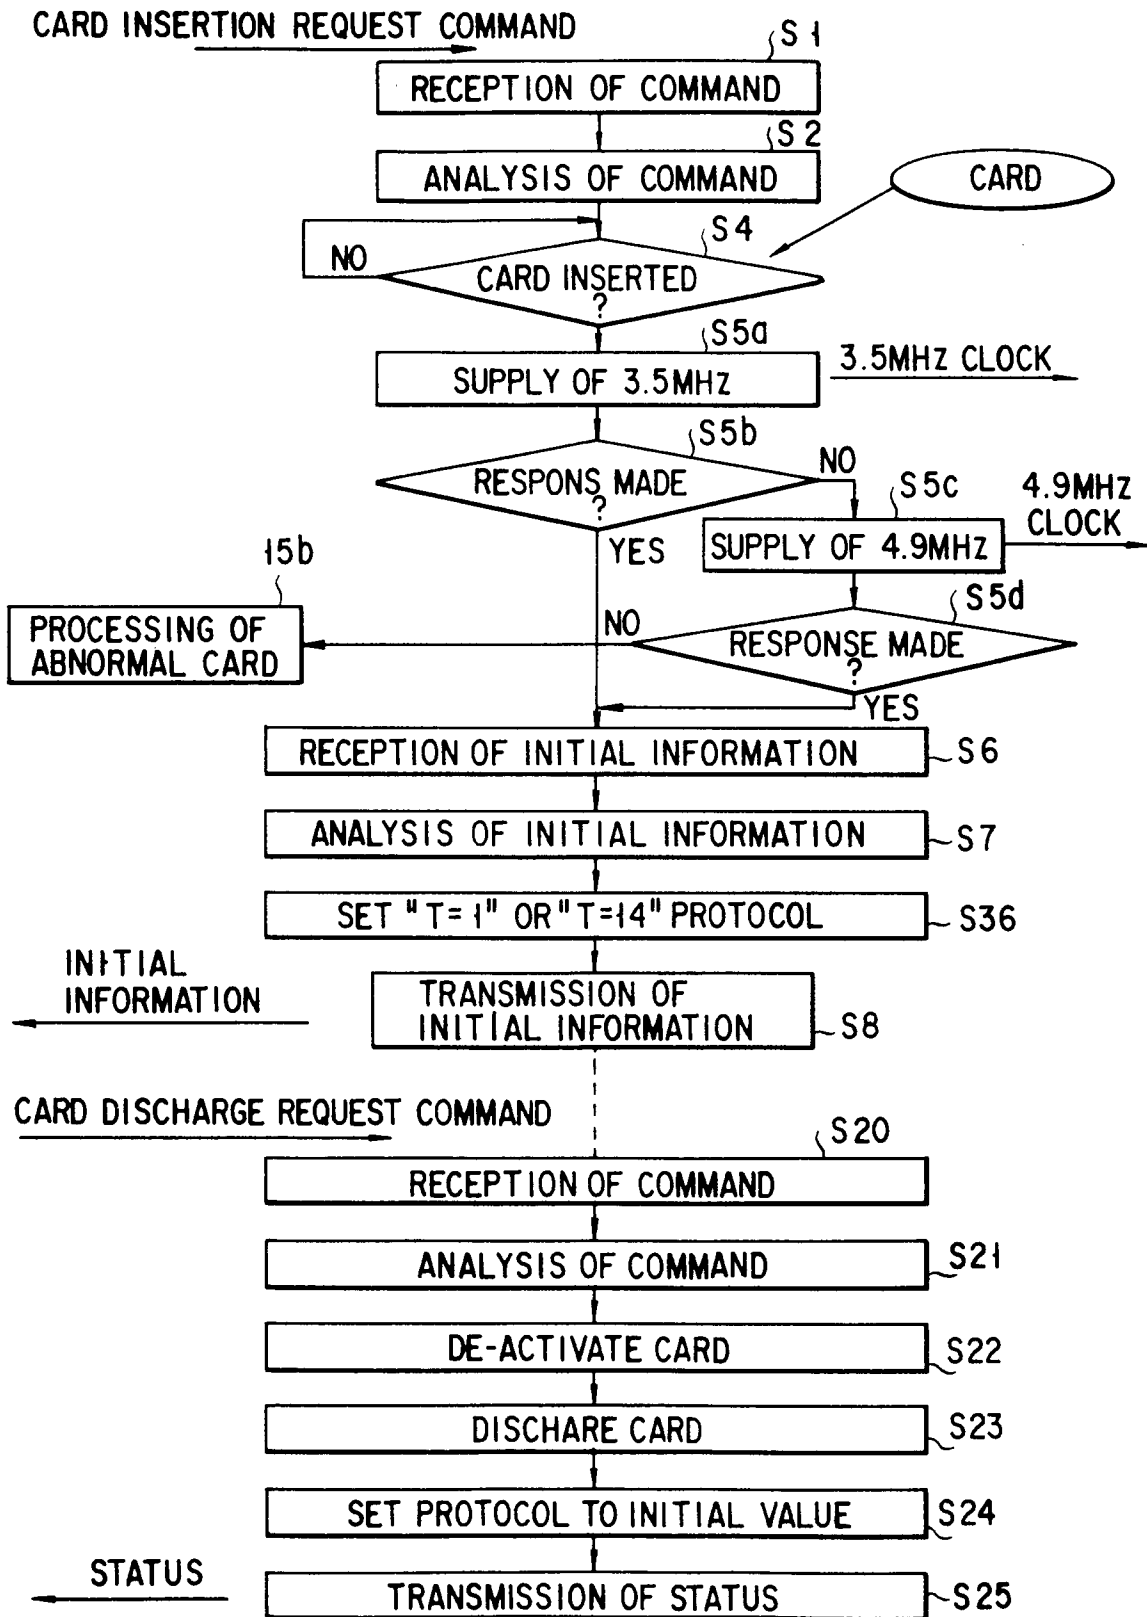 CARD INSERTION REQUEST COMMAND
S1
RECEPTION OF COMMAND
S2
ANALYSIS OF COMMAND
CARD
S4
NO
CARD INSERTED
?
S5a
SUPPLY OF 3.5MHz
3.5MHz CLOCK
S5b
RESPONS MADE
?
NO
YES
S5c
SUPPLY OF 4.9MHz
4.9MHz
CLOCK
S5d
RESPONSE MADE
?
NO
YES
15b
PROCESSING OF
ABNORMAL CARD
RECEPTION OF INITIAL INFORMATION
S6
ANALYSIS OF INITIAL INFORMATION
S7
SET "T=1" OR "T=14" PROTOCOL
S36
INITIAL
INFORMATION
TRANSMISSION OF
INITIAL INFORMATION
S8
CARD DISCHARGE REQUEST COMMAND
S20
RECEPTION OF COMMAND
ANALYSIS OF COMMAND
S21
DE-ACTIVATE CARD
S22
DISCHARE CARD
S23
SET PROTOCOL TO INITIAL VALUE
S24
STATUS
TRANSMISSION OF STATUS
S25